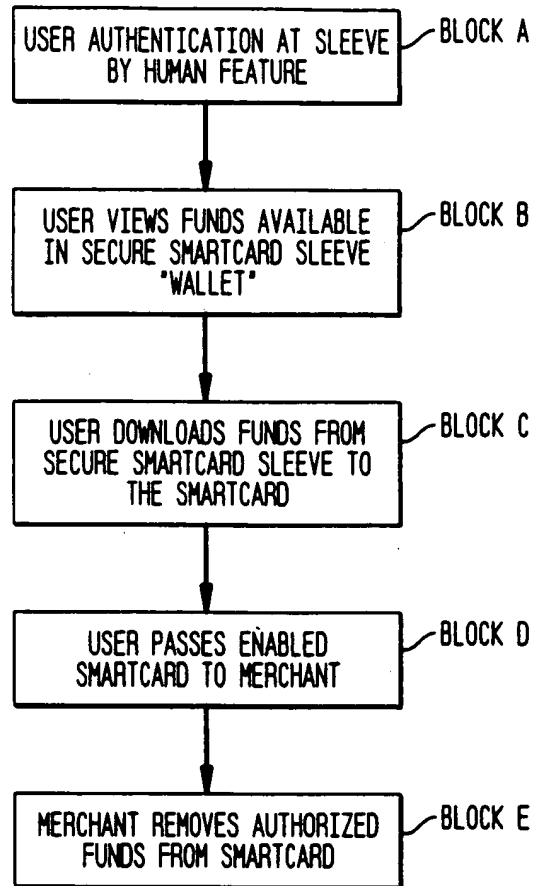 USER AUTHENTICATION AT SLEEVE
BY HUMAN FEATURE
BLOCK A
USER VIEWS FUNDS AVAILABLE
IN SECURE SMARTCARD SLEEVE
"WALLET"
BLOCK B
USER DOWNLOADS FUNDS FROM
SECURE SMARTCARD SLEEVE TO
THE SMARTCARD
BLOCK C
USER PASSES ENABLED
SMARTCARD TO MERCHANT
BLOCK D
MERCHANT REMOVES AUTHORIZED
FUNDS FROM SMARTCARD
BLOCK E